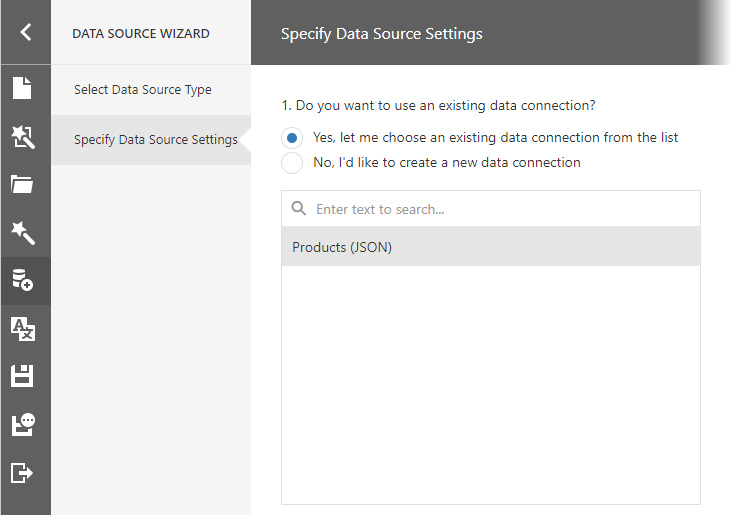 DATA SOURCE WIZARD
Specify Data Source Settings
Select Data Source Type
Specify Data Source Settings
1. Do you want to use an existing data connection?
Yes, let me choose an existing data connection from the list
No, I'd like to create a new data connection
Enter text to search...
Products (JSON)